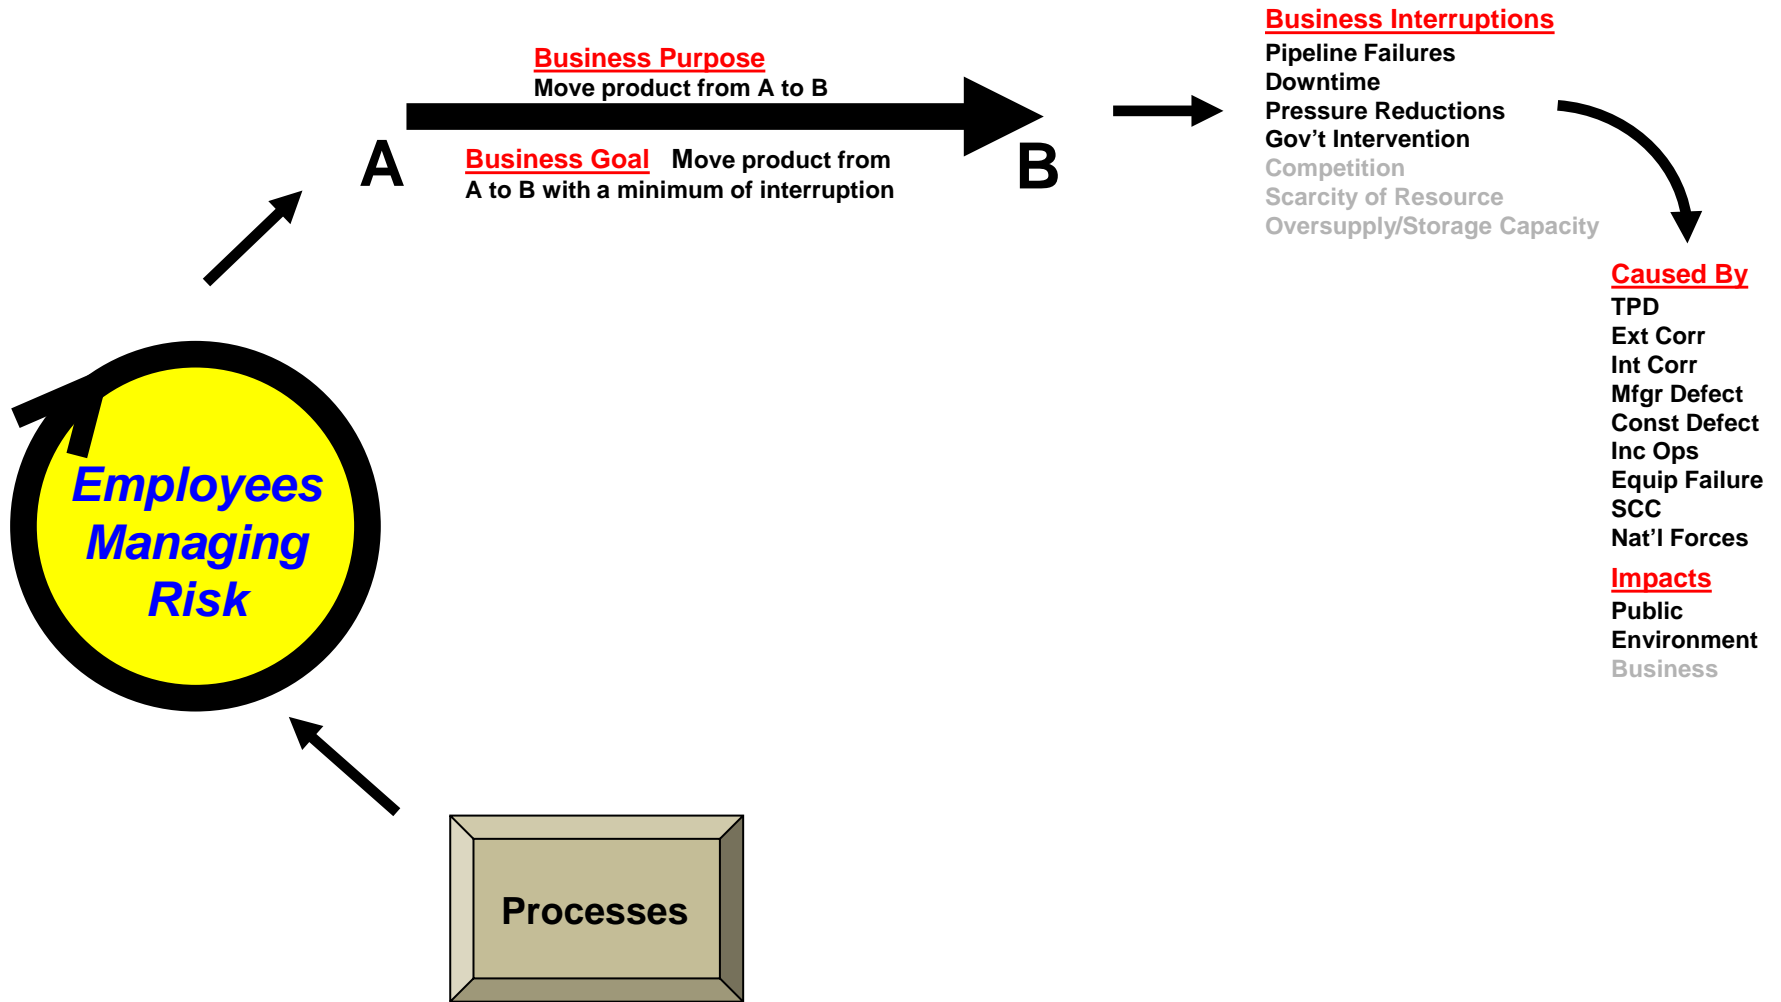 Business Purpose
Move product from A to B
A
B
Business Goal Move product from
A to B with a minimum of interruption
Business Interruptions
Pipeline Failures
Downtime
Pressure Reductions
Gov’t Intervention
Competition
Scarcity of Resource
Oversupply/Storage Capacity
Caused By
TPD
Ext Corr
Int Corr
Mfgr Defect
Const Defect
Inc Ops
Equip Failure
SCC
Nat’l Forces
Impacts
Public
Environment
Business
Employees
Managing
Risk
Processes